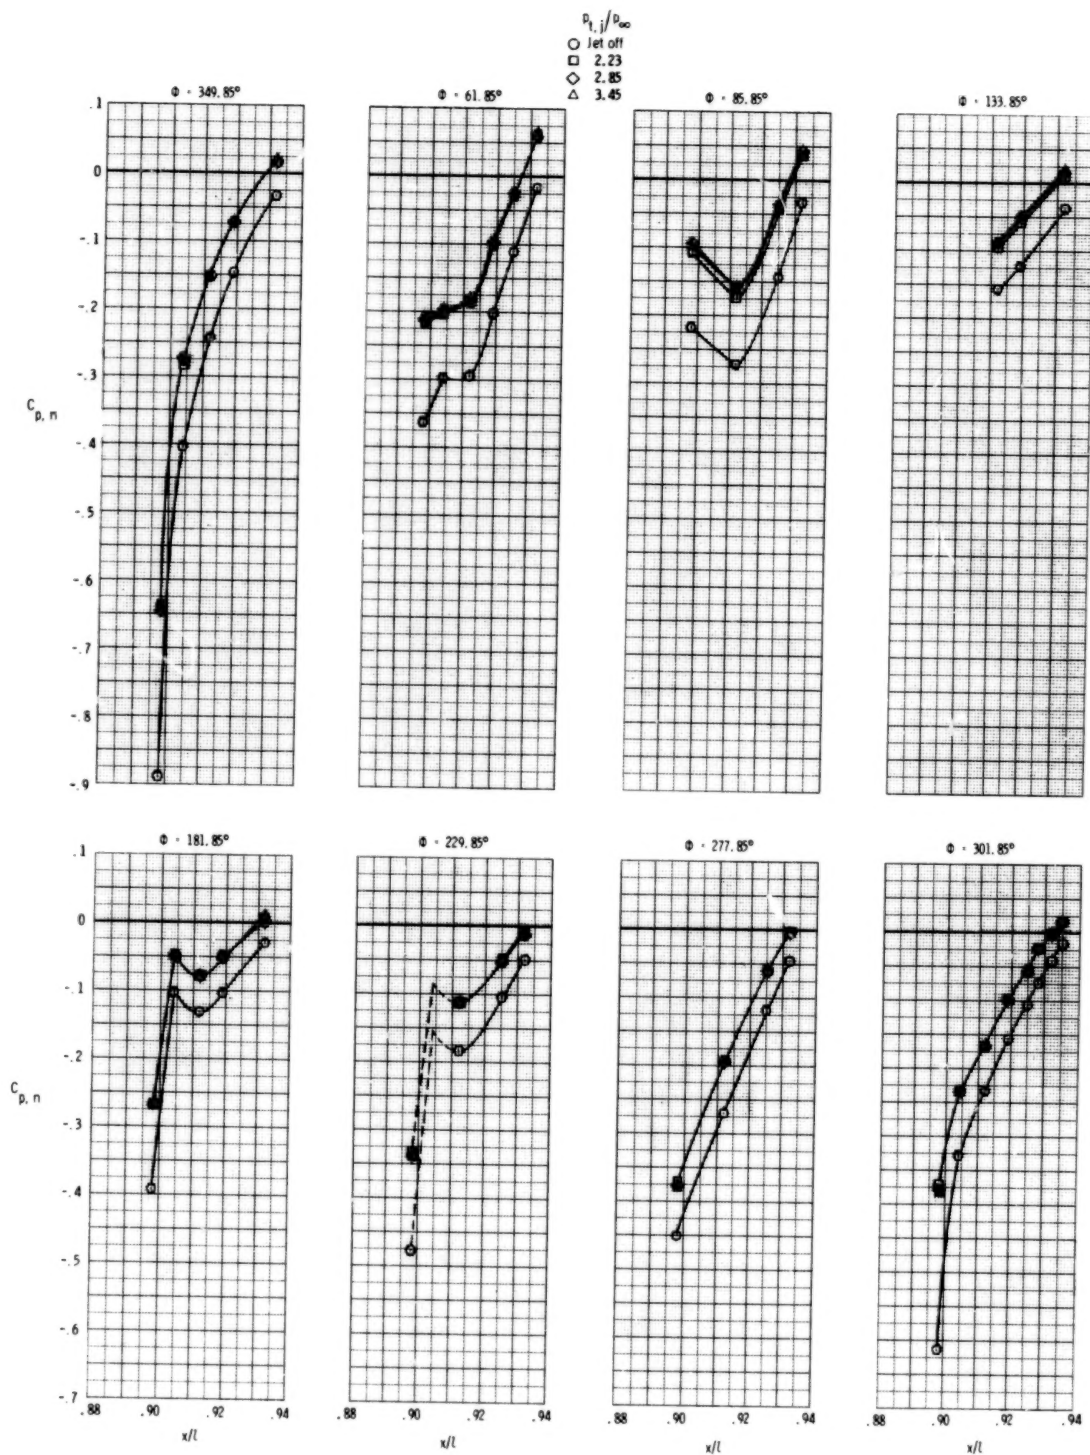 p_t,j/p_∞
○ Jet off
□ 2.23
◇ 2.85
△ 3.45
Φ = 349.85°
Φ = 61.85°
Φ = 85.85°
Φ = 133.85°
.1
0
-.1
-.2
-.3
C_p,n
-.4
-.5
-.6
-.7
-.8
-.9
Φ = 181.85°
Φ = 229.85°
Φ = 277.85°
Φ = 301.85°
.1
0
-.1
-.2
C_p,n
-.3
-.4
-.5
-.6
-.7
.88 .90 .92 .94 .88 .90 .92 .94 .88 .90 .92 .94 .88 .90 .92 .94
x/l x/l x/l x/l